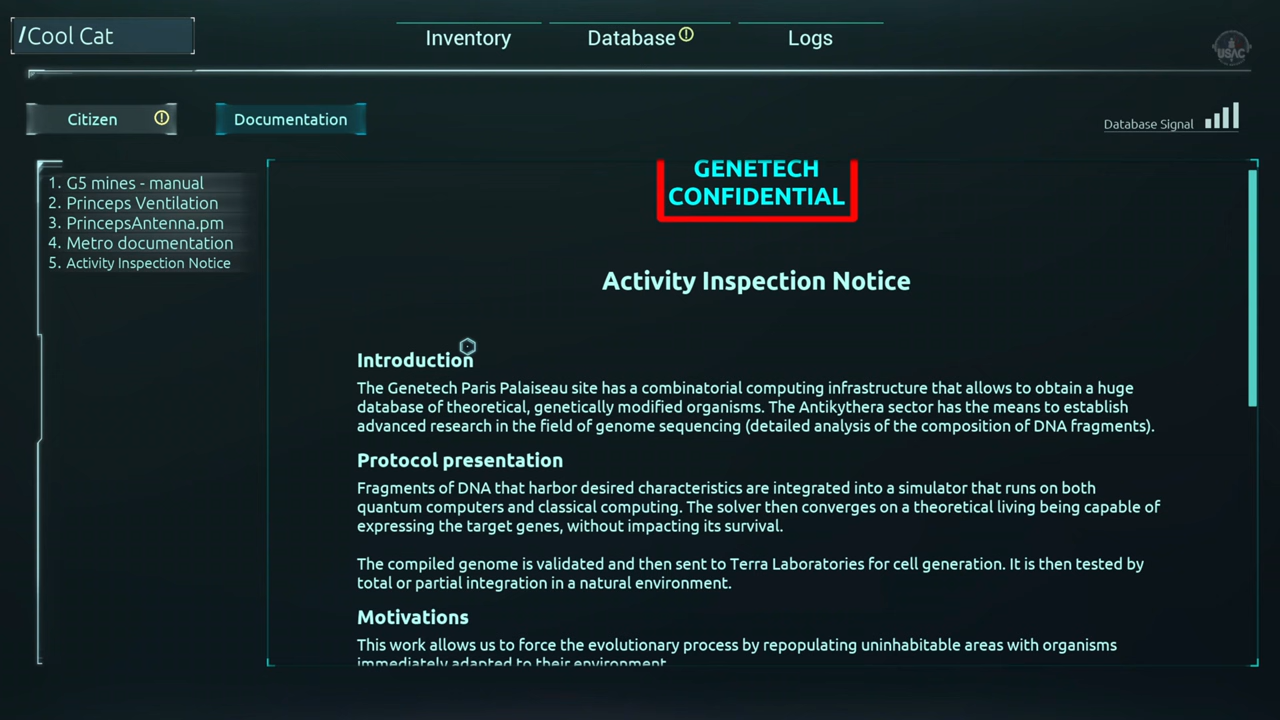 /Cool Cat
Inventory
Database
Logs
USAC
Citizen
Documentation
Database Signal
1. G5 mines - manual
2. Princeps Ventilation
3. PrincepsAntenna.pm
4. Metro documentation
5. Activity Inspection Notice
GENETECH
CONFIDENTIAL
Activity Inspection Notice
Introduction
The Genetech Paris Palaiseau site has a combinatorial computing infrastructure that allows to obtain a huge
database of theoretical, genetically modified organisms. The Antikythera sector has the means to establish
advanced research in the field of genome sequencing (detailed analysis of the composition of DNA fragments).
Protocol presentation
Fragments of DNA that harbor desired characteristics are integrated into a simulator that runs on both
quantum computers and classical computing. The solver then converges on a theoretical living being capable of
expressing the target genes, without impacting its survival.
The compiled genome is validated and then sent to Terra Laboratories for cell generation. It is then tested by
total or partial integration in a natural environment.
Motivations
This work allows us to force the evolutionary process by repopulating uninhabitable areas with organisms
immediately adapted to their environment.